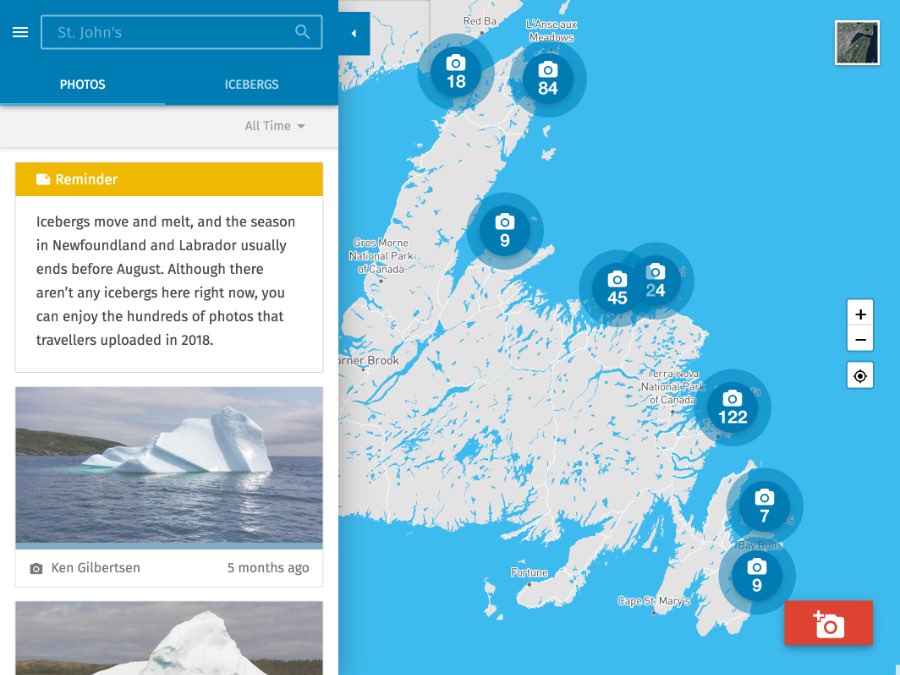 St. John's
PHOTOS
ICEBERGS
All Time
Reminder
Icebergs move and melt, and the season
in Newfoundland and Labrador usually
ends before August. Although there
aren’t any icebergs here right now, you
can enjoy the hundreds of photos that
travellers uploaded in 2018.
Ken Gilbertsen
5 months ago
Red Ba
L'Anse aux
Meadows
18
84
9
Gros Morne
National Park
of Canada
45
24
orner Brook
Terra Nova
National Park
of Canada
122
7
Bay Bulls
9
Fortune
Cape St. Mary's
+
−